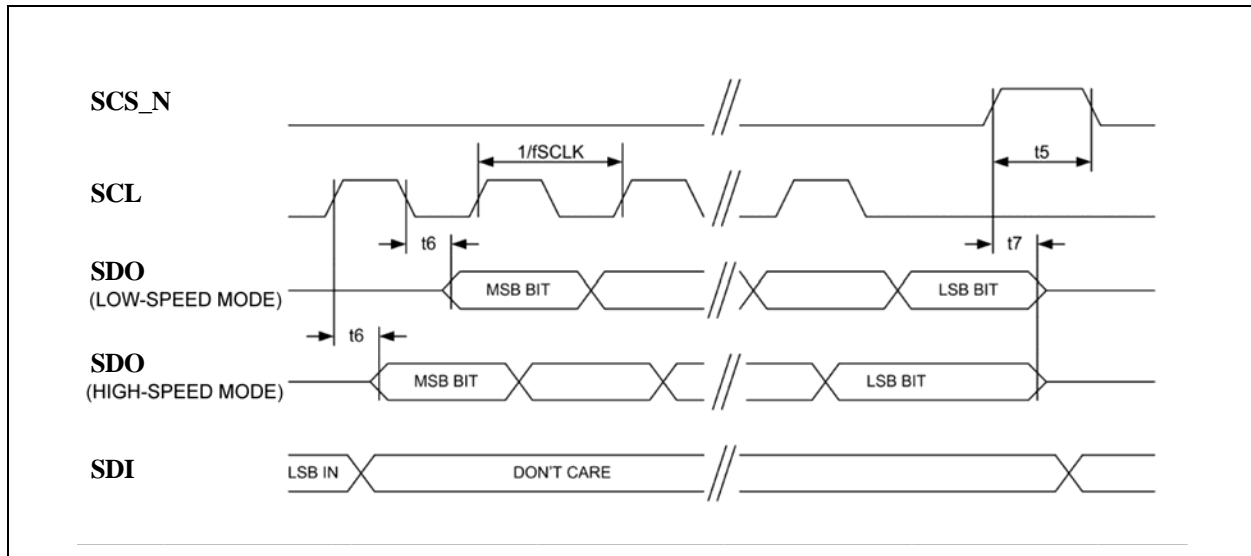 SCS_N
1/fSCLK
t5
SCL
t6
t7
SDO
(LOW-SPEED MODE)
MSB BIT
LSB BIT
t6
SDO
(HIGH-SPEED MODE)
MSB BIT
LSB BIT
SDI
LSB IN
DON'T CARE